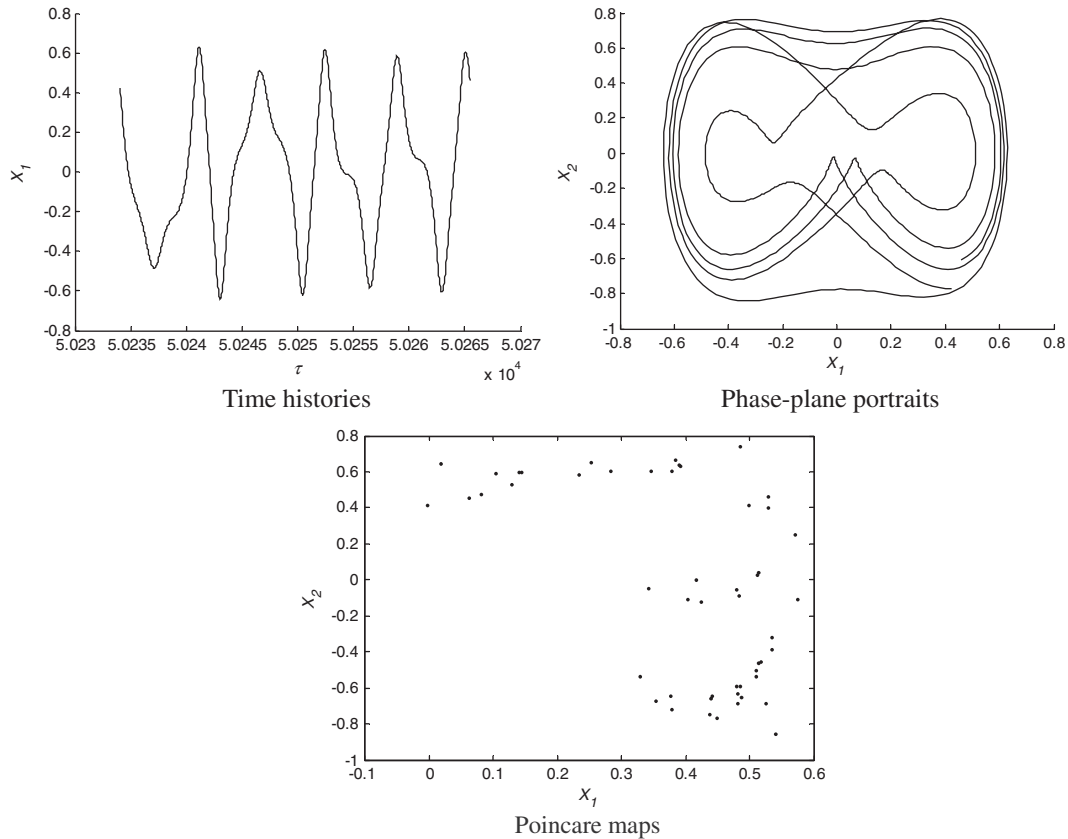 X1
0.8
0.6
0.4
0.2
0
-0.2
-0.4
-0.6
-0.8
5.023 5.0235 5.024 5.0245 5.025 5.0255 5.026 5.0265 5.027
τ
x 10^4
Time histories
X2
0.8
0.6
0.4
0.2
0
-0.2
-0.4
-0.6
-0.8
-1
-0.8 -0.6 -0.4 -0.2 0 0.2 0.4 0.6 0.8
X1
Phase-plane portraits
X2
0.8
0.6
0.4
0.2
0
-0.2
-0.4
-0.6
-0.8
-1
-0.1 0 0.1 0.2 0.3 0.4 0.5 0.6
X1
Poincare maps